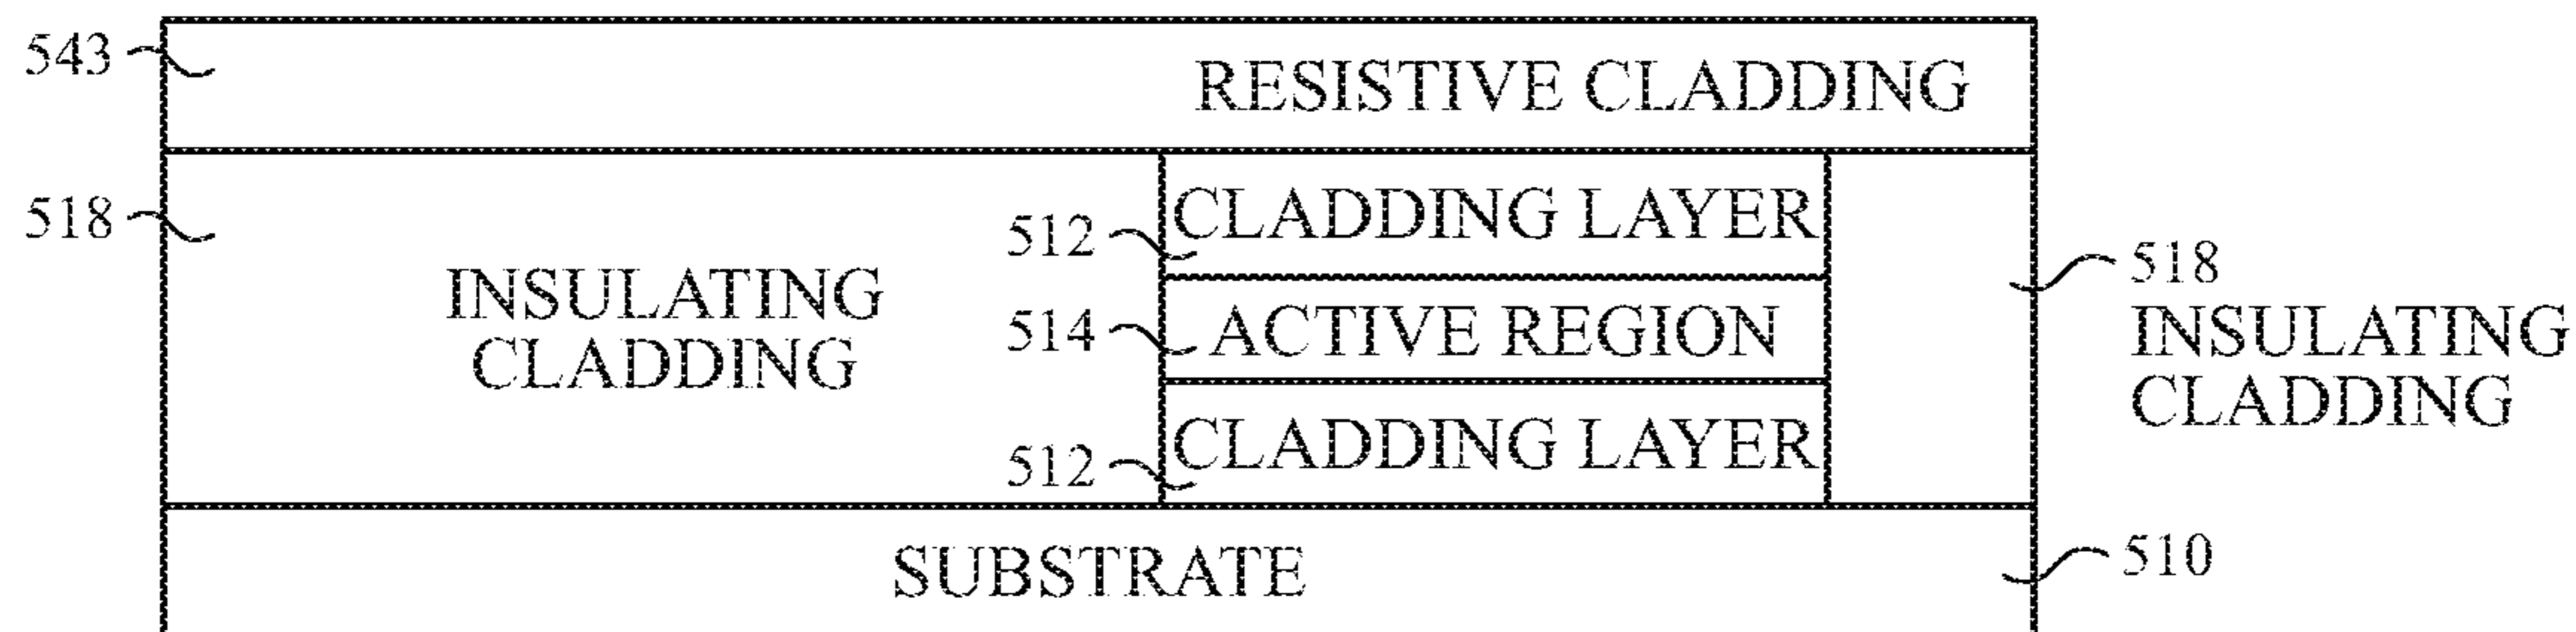 543
RESISTIVE CLADDING
518
INSULATING
CLADDING
512
CLADDING LAYER
514
ACTIVE REGION
512
CLADDING LAYER
518
INSULATING
CLADDING
SUBSTRATE
510